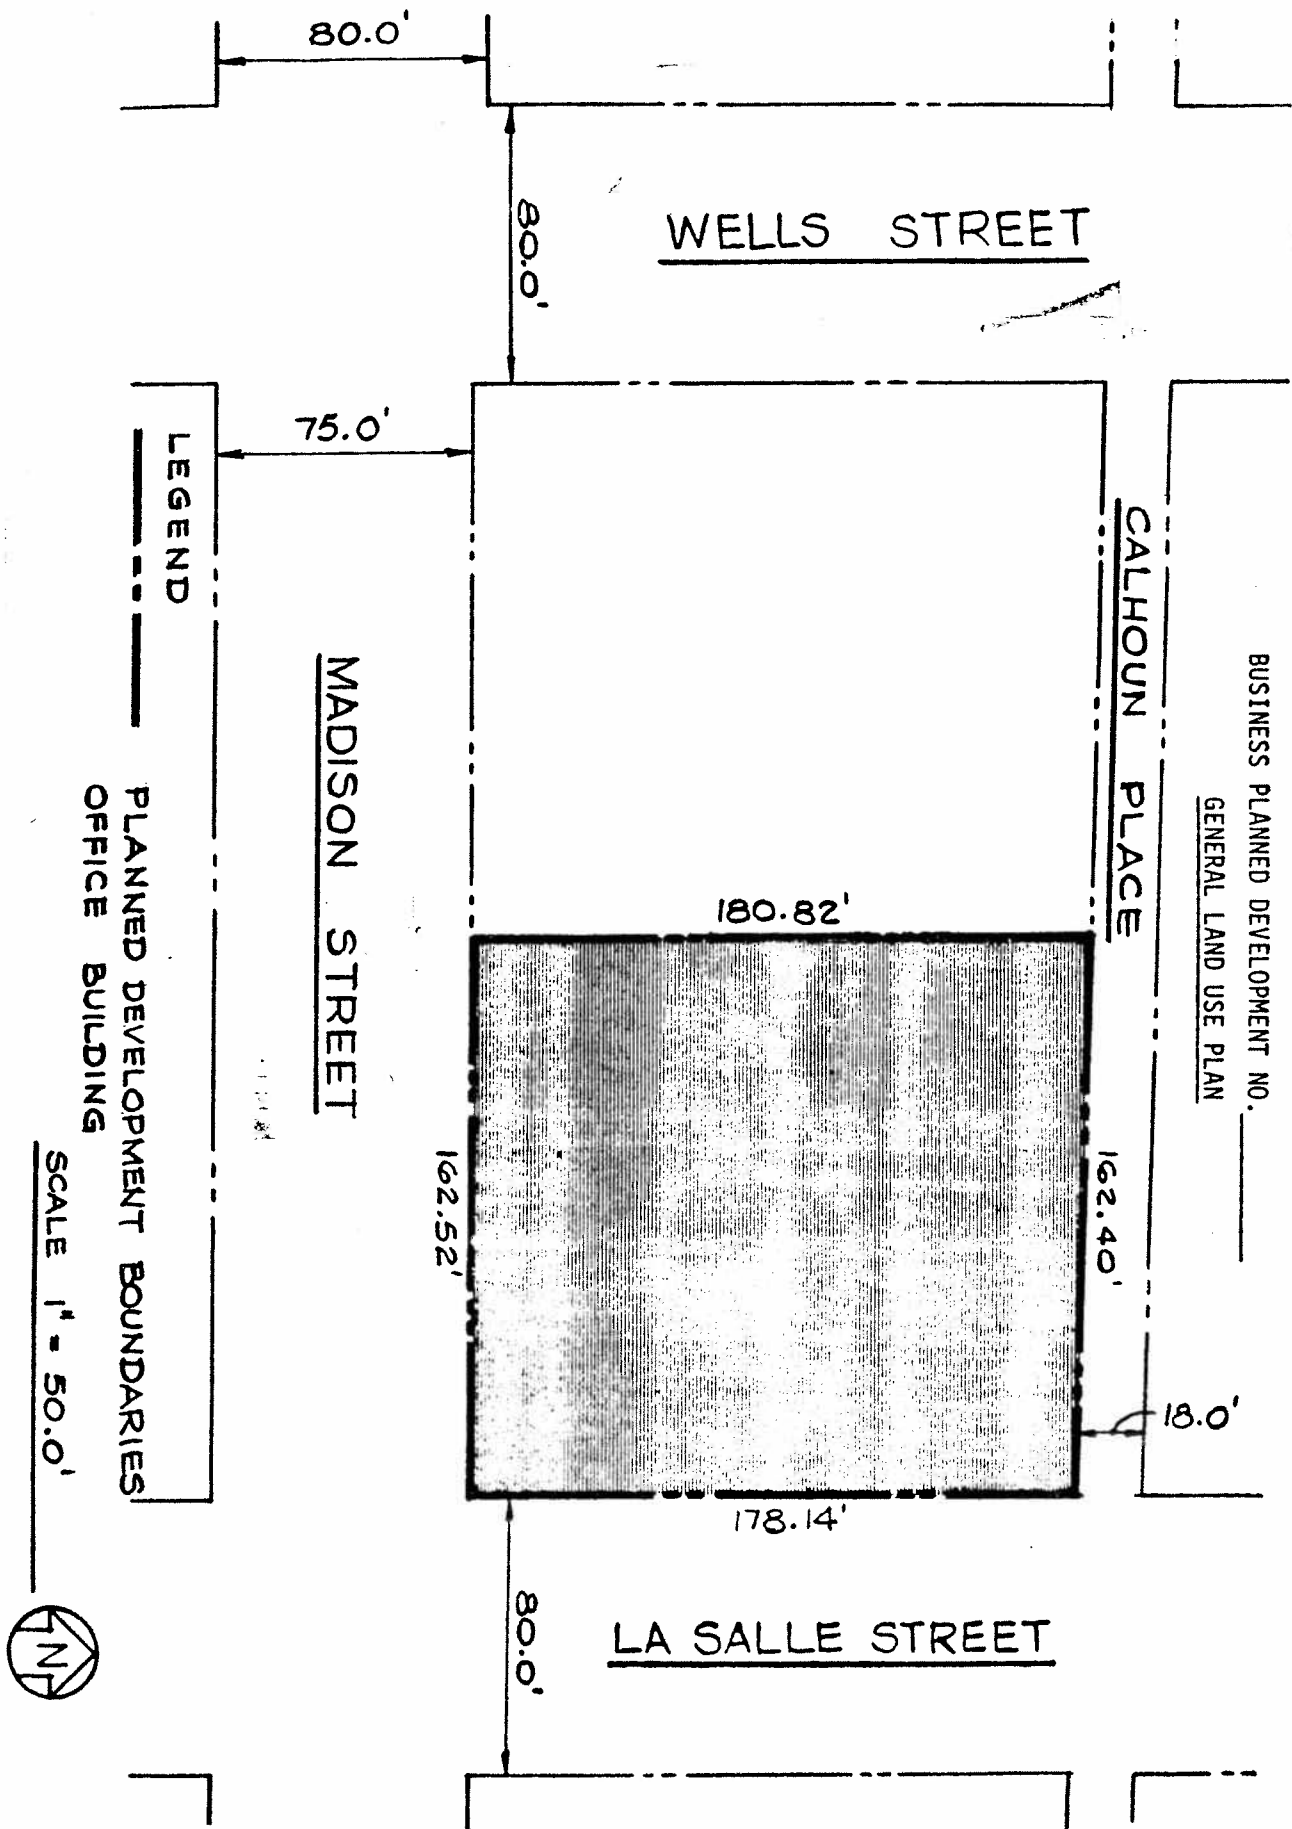 BUSINESS PLANNED DEVELOPMENT NO.
GENERAL LAND USE PLAN
80.0'
80.0'
WELLS STREET
75.0'
CALHOUN PLACE
MADISON STREET
180.82'
162.40'
162.52'
18.0'
178.14'
80.0'
LA SALLE STREET
LEGEND
PLANNED DEVELOPMENT BOUNDARIES
OFFICE BUILDING
SCALE 1" = 50.0'
N